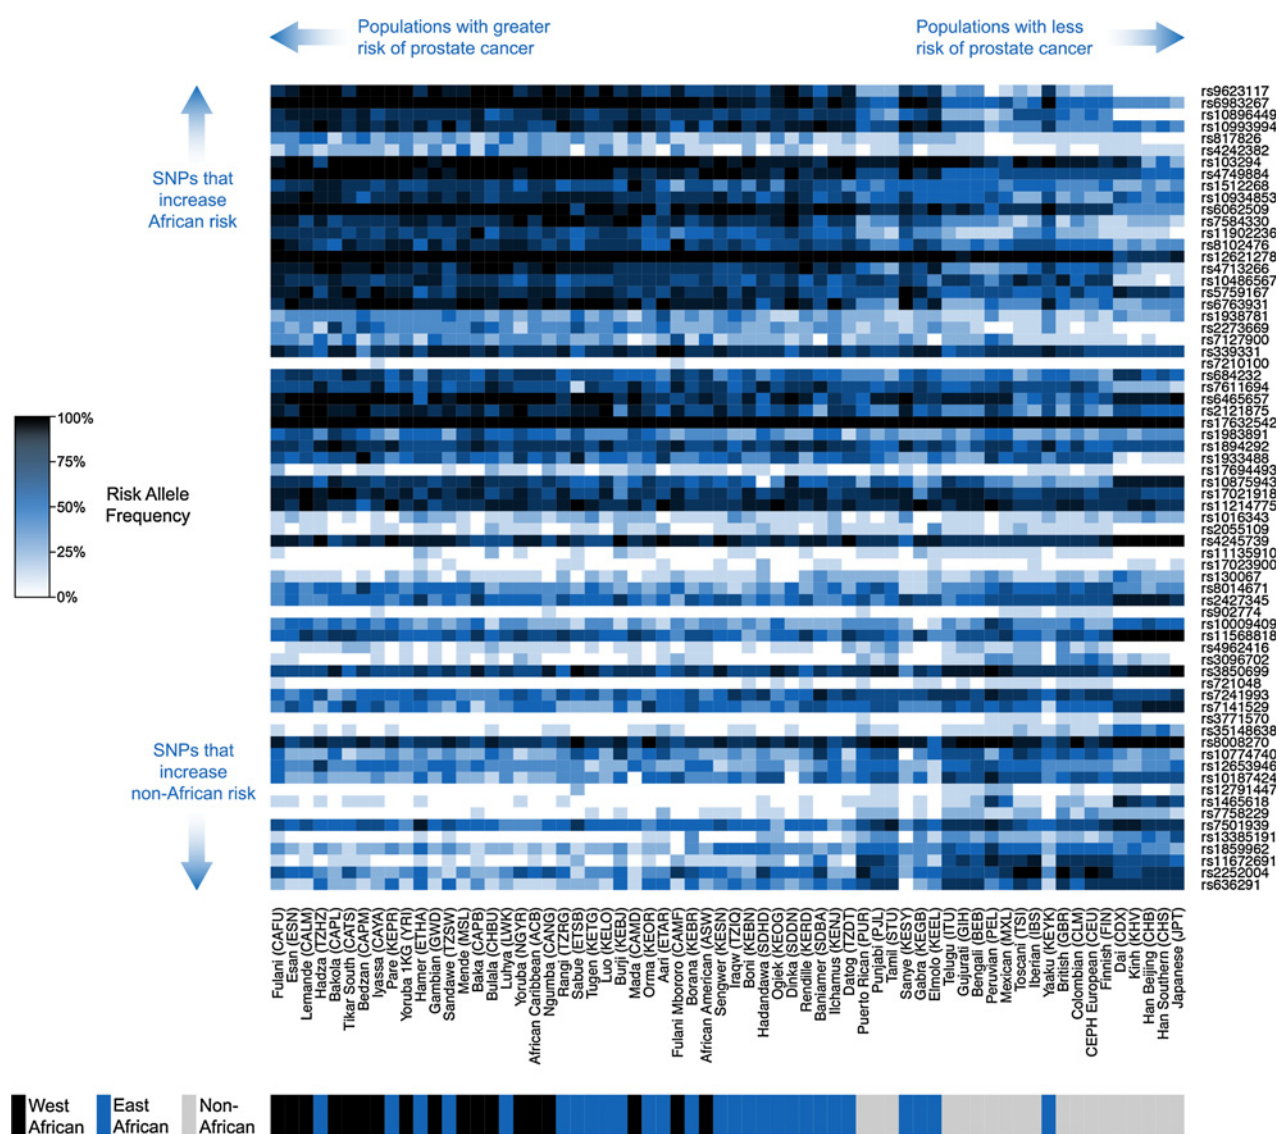 Populations with greater
risk of prostate cancer
Populations with less
risk of prostate cancer
SNPs that
increase
African risk
SNPs that
increase
non-African risk
100%
75%
50%
25%
0%
Risk Allele
Frequency
rs9623117
rs6983267
rs10896449
rs10993994
rs817826
rs4242382
rs103294
rs4749884
rs1512268
rs10934853
rs6062509
rs7584330
rs11902236
rs8102476
rs12621278
rs4713266
rs10486567
rs5759167
rs6763931
rs1938781
rs2273669
rs7127900
rs339331
rs7210100
rs684232
rs7611694
rs6465657
rs2121875
rs17632542
rs1983891
rs1894292
rs1933488
rs17694493
rs10875943
rs17021918
rs11214775
rs1016343
rs2055109
rs4245739
rs11135910
rs17023900
rs130067
rs8014671
rs2427345
rs902774
rs10009409
rs11568818
rs4962416
rs3096702
rs3850699
rs721048
rs7241993
rs7141529
rs3771570
rs35148638
rs8008270
rs10774740
rs12653946
rs10187424
rs12791447
rs1465618
rs7758229
rs7501939
rs13385191
rs1859962
rs11672691
rs2252004
rs636291
Fulani (CAFU)
Esan (ESN)
Lemande (CALM)
Hadza (TZHZ)
Bakola (CAPL)
Tikar South (CATS)
Bedzan (CAPM)
Iyassa (CAYA)
Pare (KEPR)
Yoruba 1KG (YRI)
Hamer (ETHA)
Gambian (GWD)
Sandawe (TZSW)
Mende (MSL)
Baka (CAPB)
Bulala (CHBU)
Luhya (LWK)
Yoruba (NGYR)
African Caribbean (ACB)
Ngumba (CANG)
Rangi (TZRG)
Sabue (ETSB)
Tugen (KETG)
Luo (KELO)
Burji (KEBJ)
Mada (CAMD)
Orma (KEOR)
Aari (ETAR)
Fulani Mbororo (CAMF)
Borana (KEBR)
African American (ASW)
Sengwer (KESN)
Iraqw (TZIQ)
Boni (KEBN)
Hadandawa (SDHD)
Ogiek (KEOG)
Dinka (SDDN)
Rendille (KERD)
Baniamer (SDBA)
Ilchamus (KENJ)
Datog (TZDT)
Puerto Rican (PUR)
Punjabi (PJL)
Tamil (STU)
Sanye (KESY)
Gabra (KEGB)
Elmolo (KEEL)
Telugu (ITU)
Gujurati (GIH)
Bengali (BEB)
Peruvian (PEL)
Mexican (MXL)
Toscani (TSI)
Iberian (IBS)
Yaaku (KEYK)
British (GBR)
Colombian (CLM)
CEPH European (CEU)
Finnish (FIN)
Dai (CDX)
Kinh (KHV)
Han Beijing (CHB)
Han Southern (CHS)
Japanese (JPT)
West
African
East
African
Non-
African